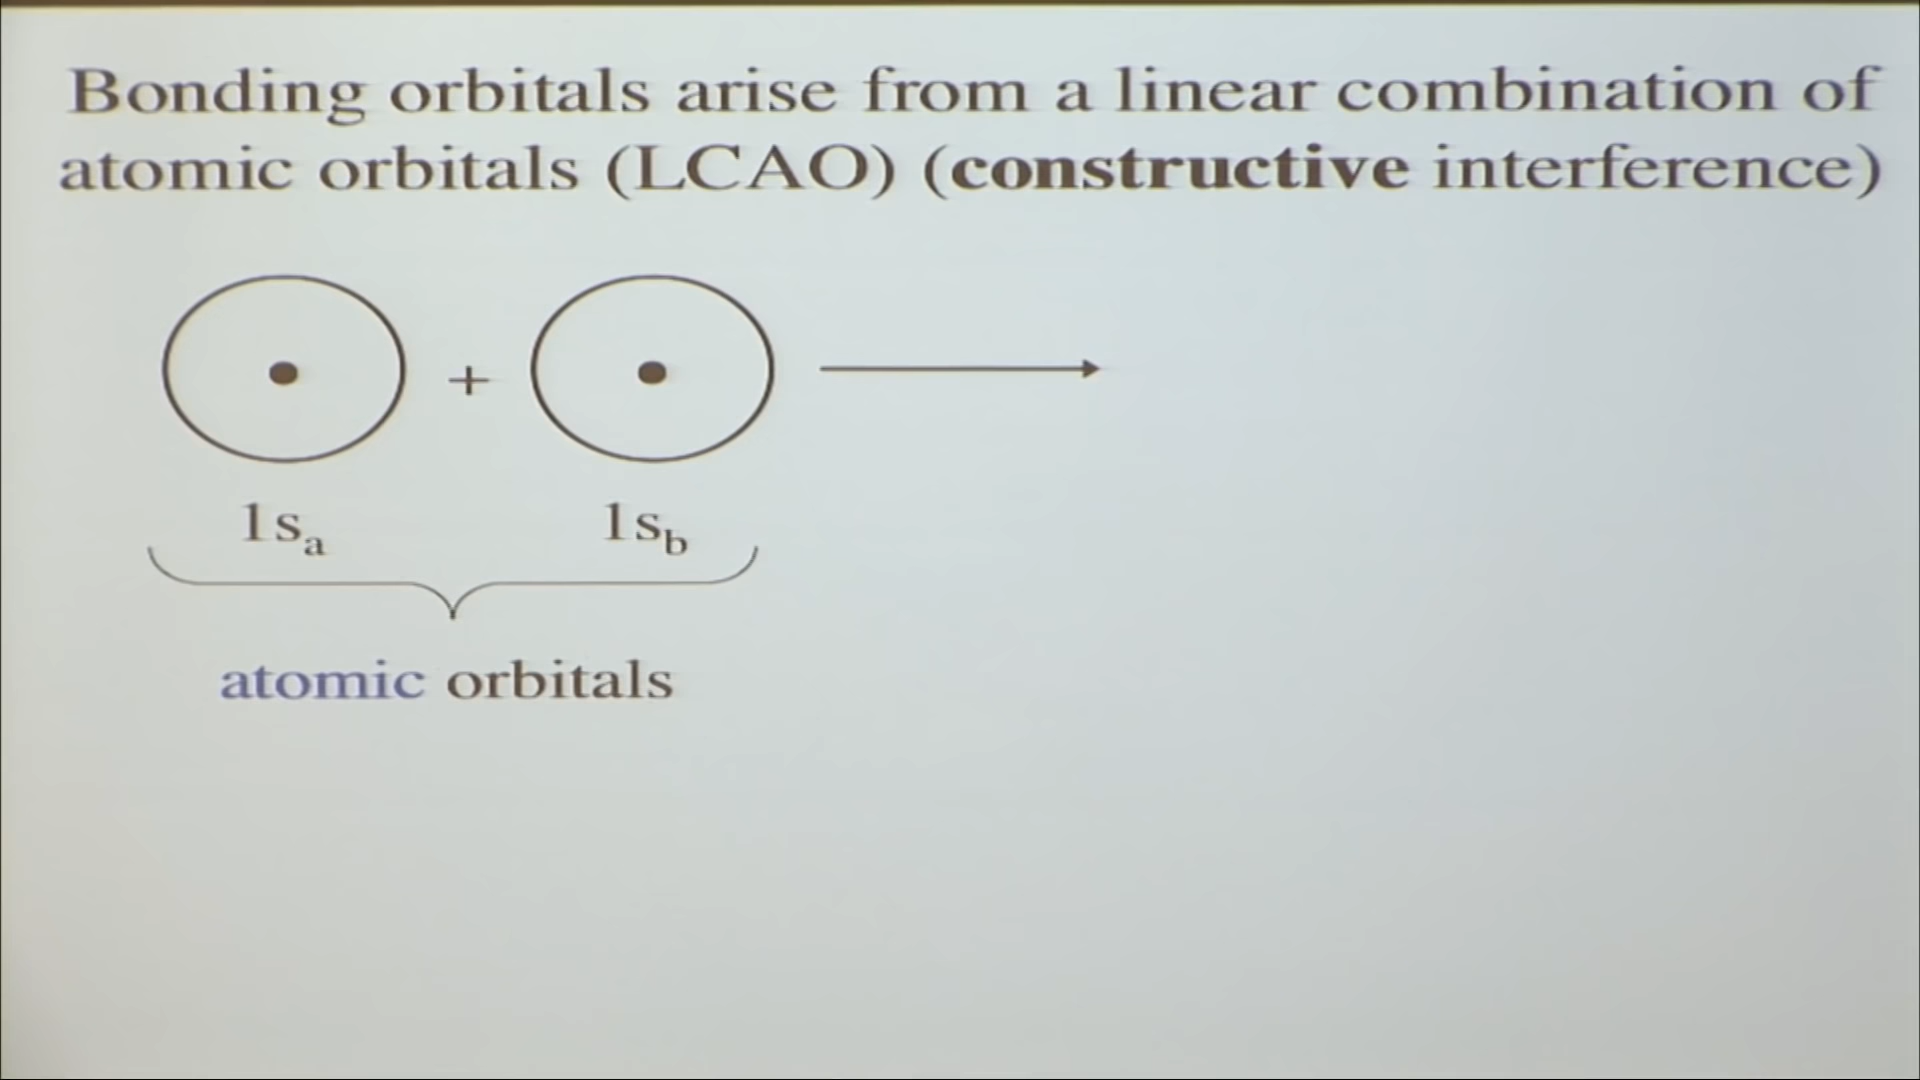 Bonding orbitals arise from a linear combination of
atomic orbitals (LCAO) (constructive interference)
+
1s_a 1s_b
atomic orbitals